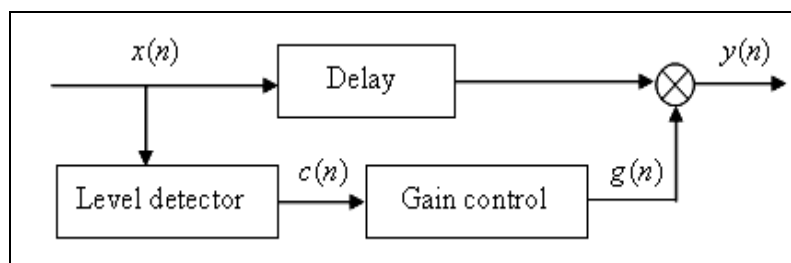 x(n)
y(n)
Delay
c(n)
g(n)
Level detector
Gain control